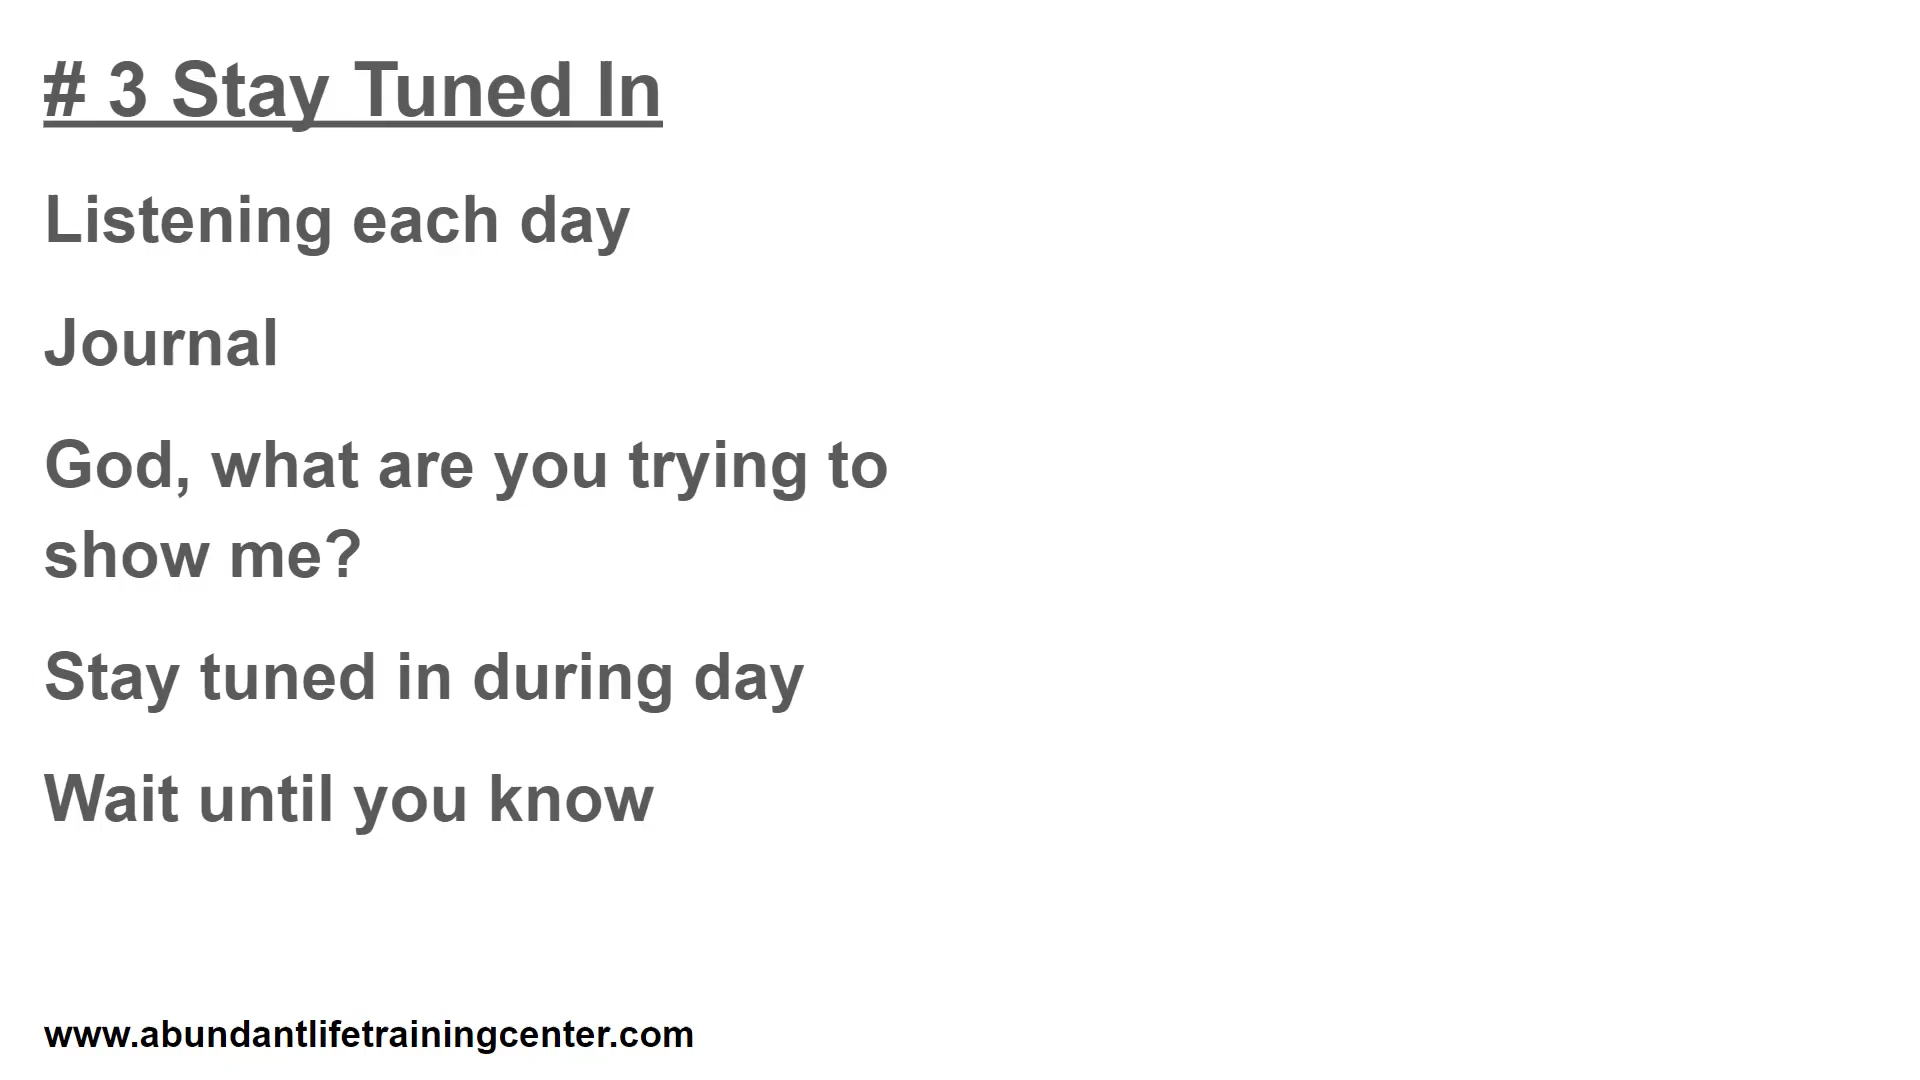 # 3 Stay Tuned In
Listening each day
Journal
God, what are you trying to
show me?
Stay tuned in during day
Wait until you know
www.abundantlifetrainingcenter.com